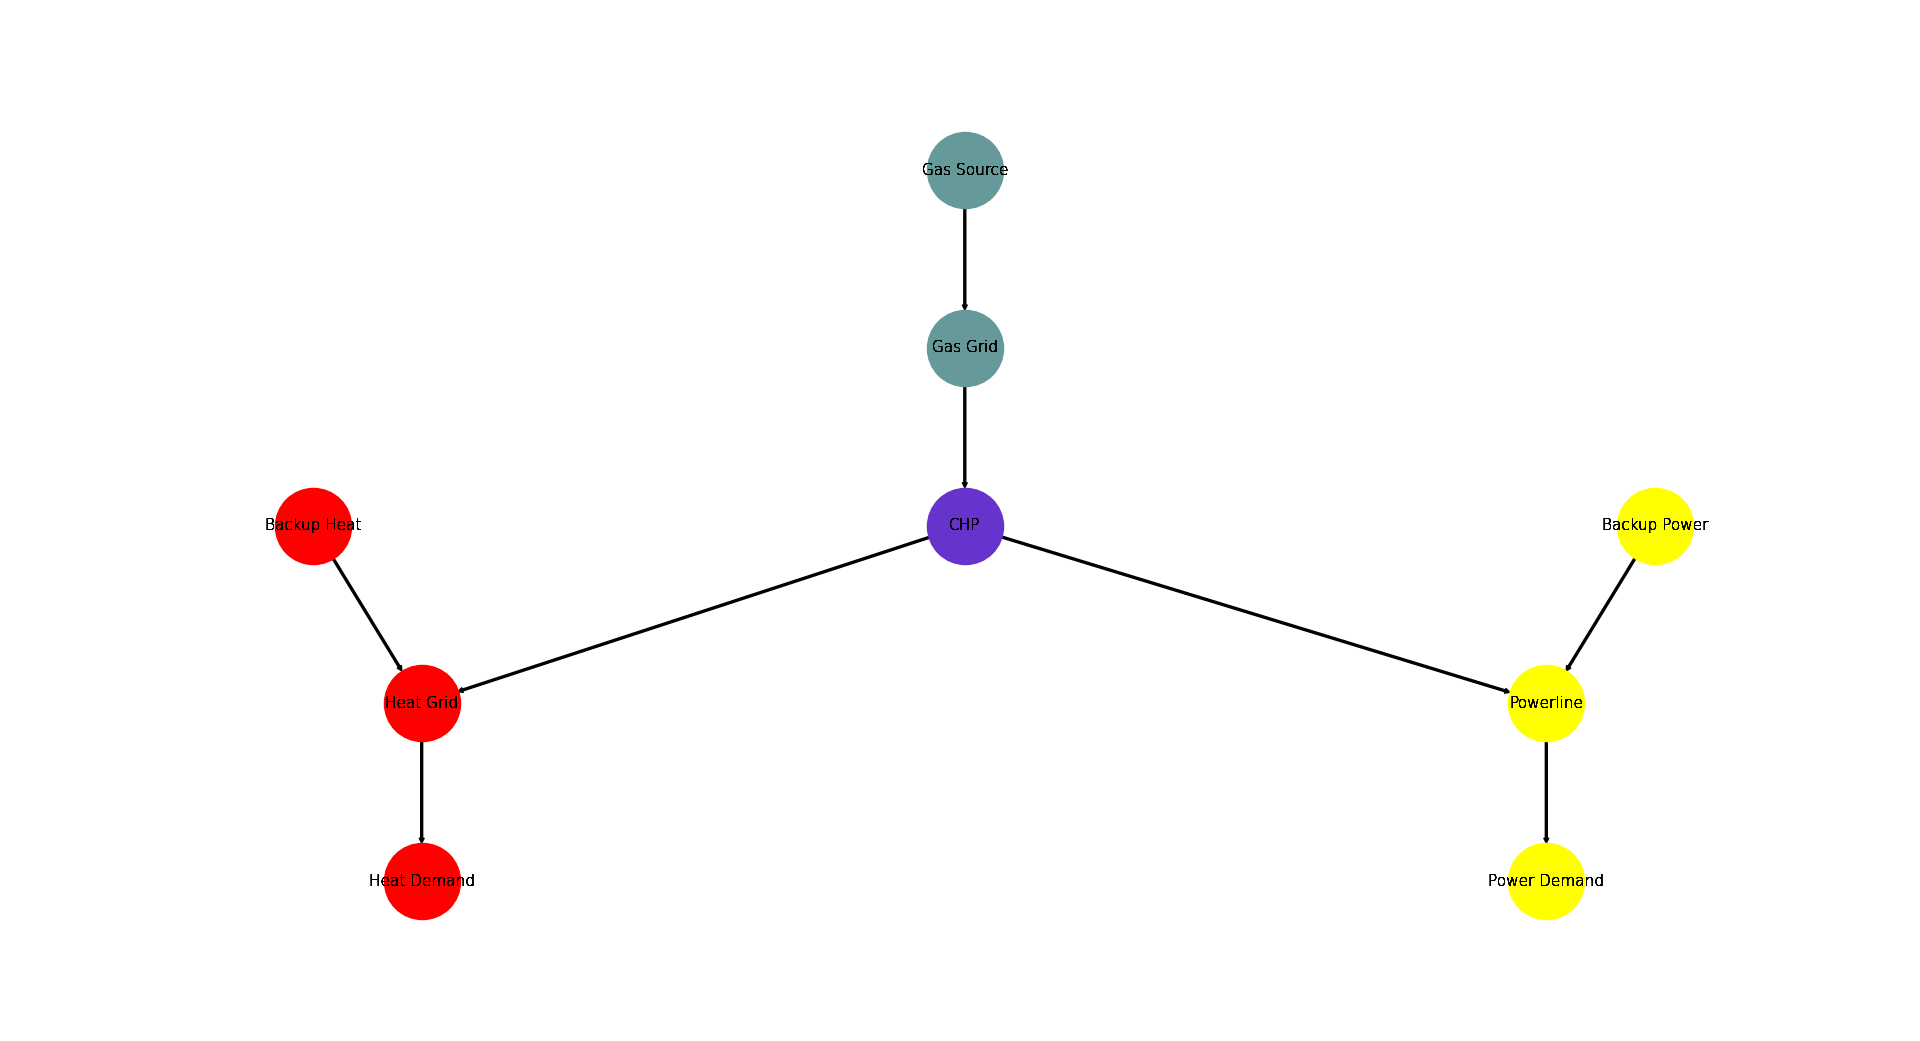 Gas Source
Gas Grid
Backup Heat
CHP
Backup Power
Heat Grid
Powerline
Heat Demand
Power Demand